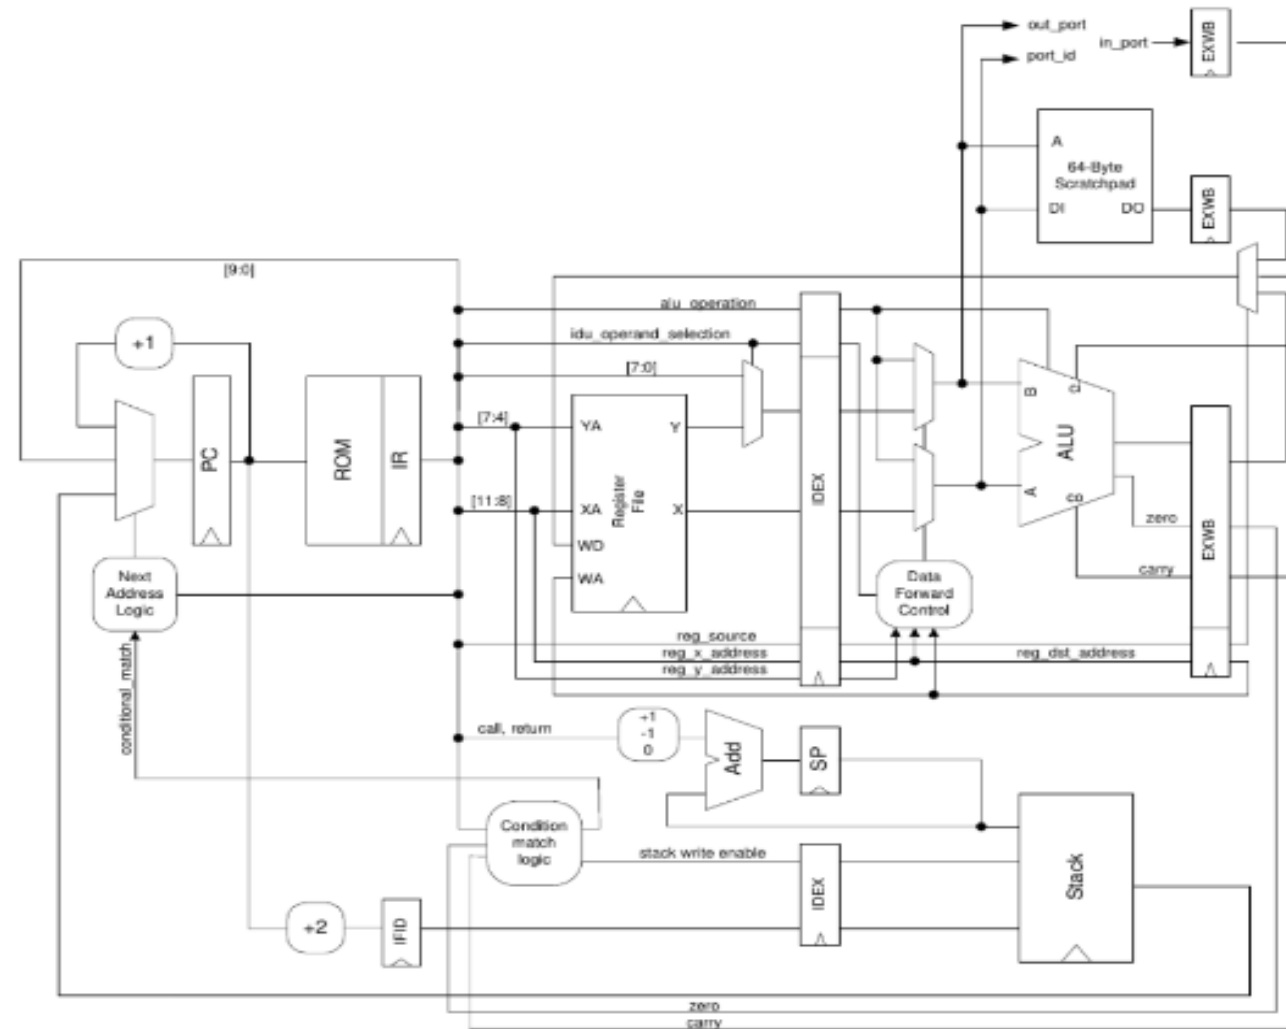 out_port
in_port
EXWB
port_id
A
64-Byte
Scratchpad
DI
DO
EXWB
[9:0]
alu_operation
idu_operand_selection
+1
[7:0]
[7:4]
YA
Y
B
CI
PC
ROM
IR
ALU
Register
File
IDEX
[11:8]
XA
X
A
CO
zero
EXWB
WD
WA
carry
Next
Address
Logic
Data
Forward
Control
reg_source
reg_x_address
reg_dst_address
reg_y_address
conditional_match
call, return
+1
-1
0
Add
SP
Condition
match
logic
stack write enable
IDEX
Stack
+2
IFID
zero
carry